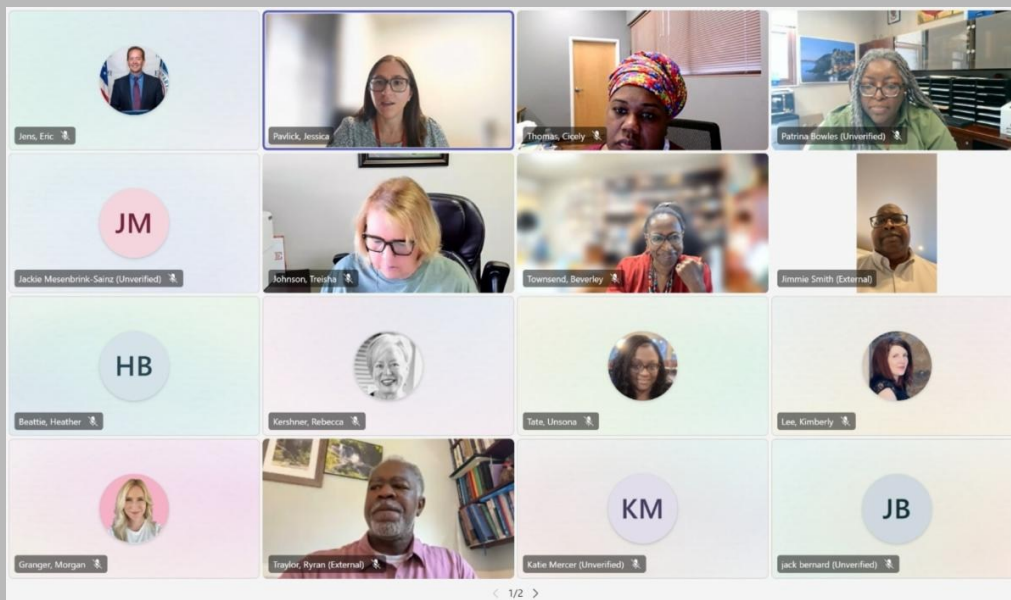 Jens, Eric
Pavlick, Jessica
Thomas, Cicely
Patrina Bowles (Unverified)
JM
Jackie Mesenbrink-Sainz (Unverified)
Johnson, Treisha
Townsend, Beverley
Jimmie Smith (External)
HB
Beattie, Heather
Kershner, Rebecca
Tate, Unsona
Lee, Kimberly
Granger, Morgan
Traylor, Ryran (External)
KM
Katie Mercer (Unverified)
JB
jack bernard (Unverified)
1/2